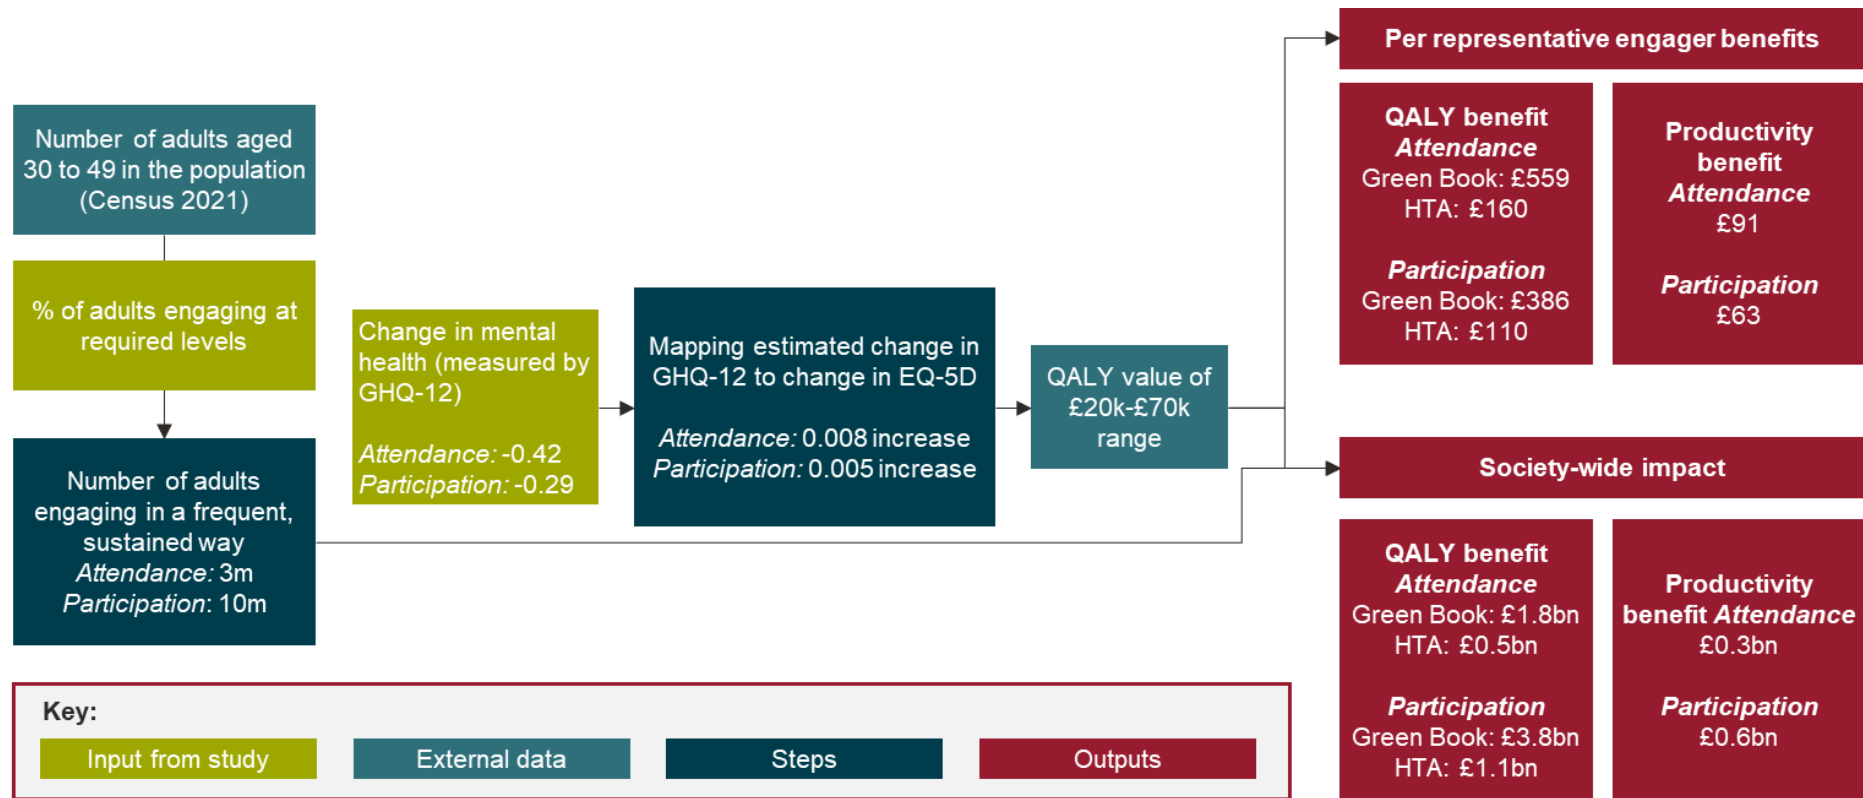 Number of adults aged
30 to 49 in the population
(Census 2021)
% of adults engaging at
required levels
Number of adults
engaging in a frequent,
sustained way
Attendance: 3m
Participation: 10m
Change in mental
health (measured by
GHQ-12)
Attendance: -0.42
Participation: -0.29
Mapping estimated change in
GHQ-12 to change in EQ-5D
Attendance: 0.008 increase
Participation: 0.005 increase
QALY value of
£20k-£70k
range
Per representative engager benefits
QALY benefit
Attendance
Green Book: £559
HTA: £160
Participation
Green Book: £386
HTA: £110
Productivity
benefit
Attendance
£91
Participation
£63
Society-wide impact
QALY benefit
Attendance
Green Book: £1.8bn
HTA: £0.5bn
Participation
Green Book: £3.8bn
HTA: £1.1bn
Productivity
benefit Attendance
£0.3bn
Participation
£0.6bn
Key:
Input from study
External data
Steps
Outputs